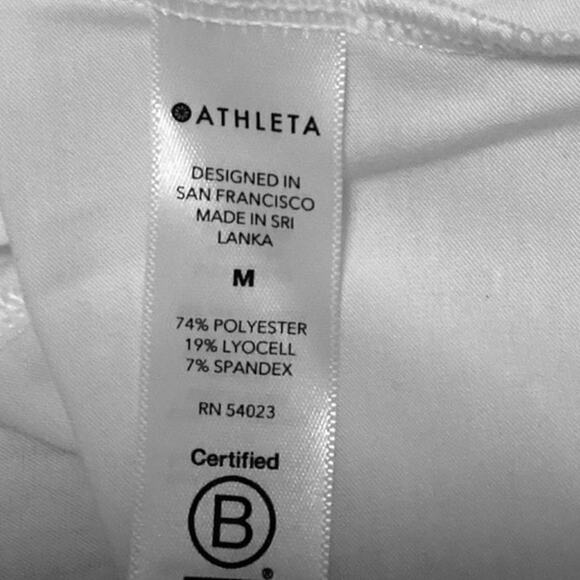 ATHLETA
DESIGNED IN
SAN FRANCISCO
MADE IN SRI
LANKA
M
74% POLYESTER
19% LYOCELL
7% SPANDEX
RN 54023
Certified
B
®